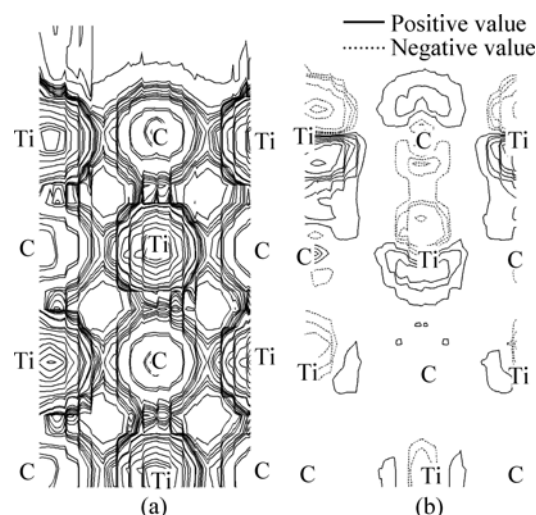 Positive value
Negative value
Ti C Ti Ti C Ti
C Ti C C Ti C
Ti C Ti Ti C Ti
C Ti C C Ti C
(a) (b)